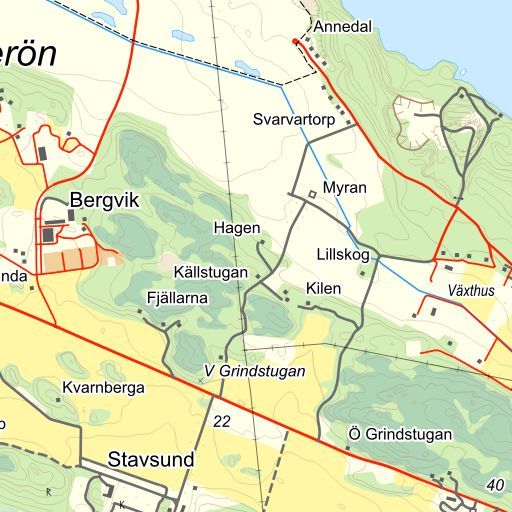 Annedal
erön
Svarvartorp
Myran
Bergvik
Hagen
Lillskog
Källstugan
nda
Kilen
Växthus
Fjällarna
V Grindstugan
Kvarnberga
22
Ö Grindstugan
Stavsund
40
R
K